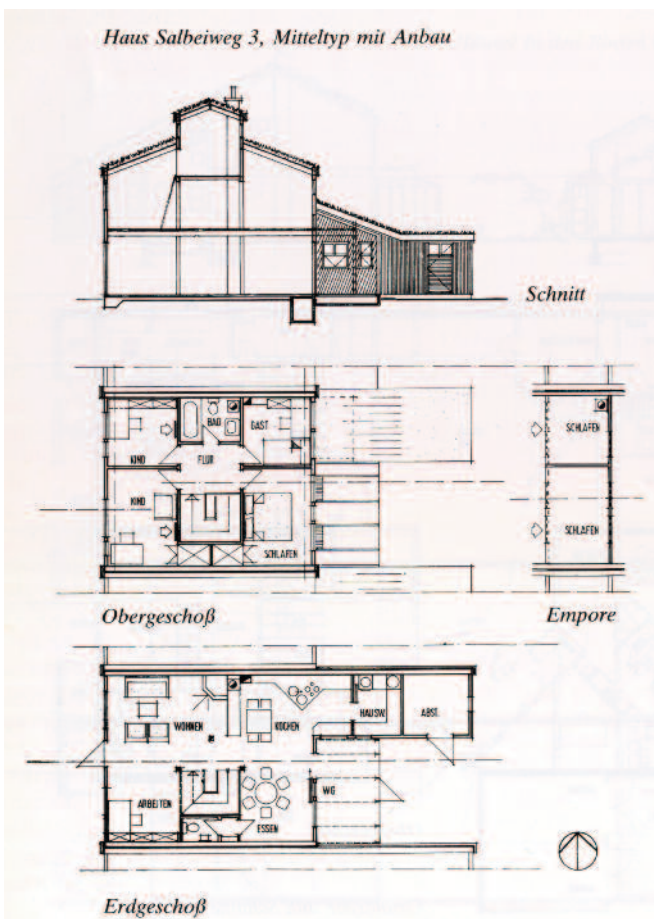 Haus Salbeiweg 3, Mitteltyp mit Anbau
Schnitt
BAD
GAST
KIND
FLUR
KIND
SCHLAFEN
SCHLAFEN
SCHLAFEN
Obergeschoß
Empore
WOHNEN
KOCHEN
HAUSW.
ABST.
ARBEITEN
ESSEN
WG
Erdgeschoß